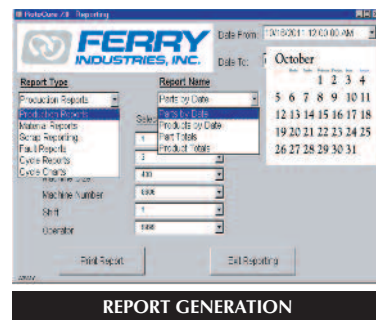 RotoCure 7.0 Reporting
FERRY
INDUSTRIES, INC.
Date From:
10/18/2011 12:00:00 AM
Date To:
October
1 2 3 4
5 6 7 8 9 10 11
12 13 14 15 16 17 18
19 20 21 22 23 24 25
26 27 28 29 30 31
Report Type
Report Name
Production Reports
Parts by Date
Production Reports
Material Reports
Scrap Reporting
Fault Reports
Cycle Reports
Cycle Charts
Parts by Date
Products by Date
Part Totals
Product Totals
Machine Number
Shift
Operator
Print Report
Exit Reporting
REPORT GENERATION